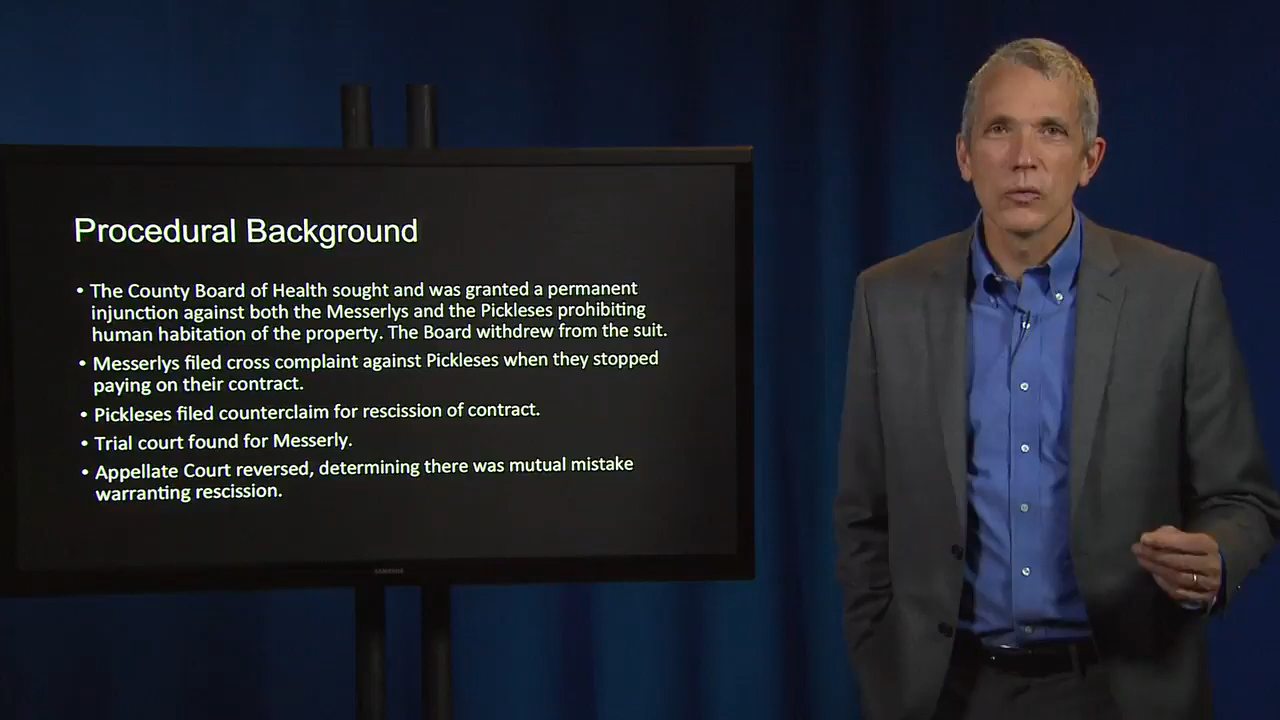 Procedural Background
• The County Board of Health sought and was granted a permanent
injunction against both the Messerlys and the Pickleses prohibiting
human habitation of the property. The Board withdrew from the suit.
• Messerlys filed cross complaint against Pickleses when they stopped
paying on their contract.
• Pickleses filed counterclaim for rescission of contract.
• Trial court found for Messerly.
• Appellate Court reversed, determining there was mutual mistake
warranting rescission.
SAMSUNG